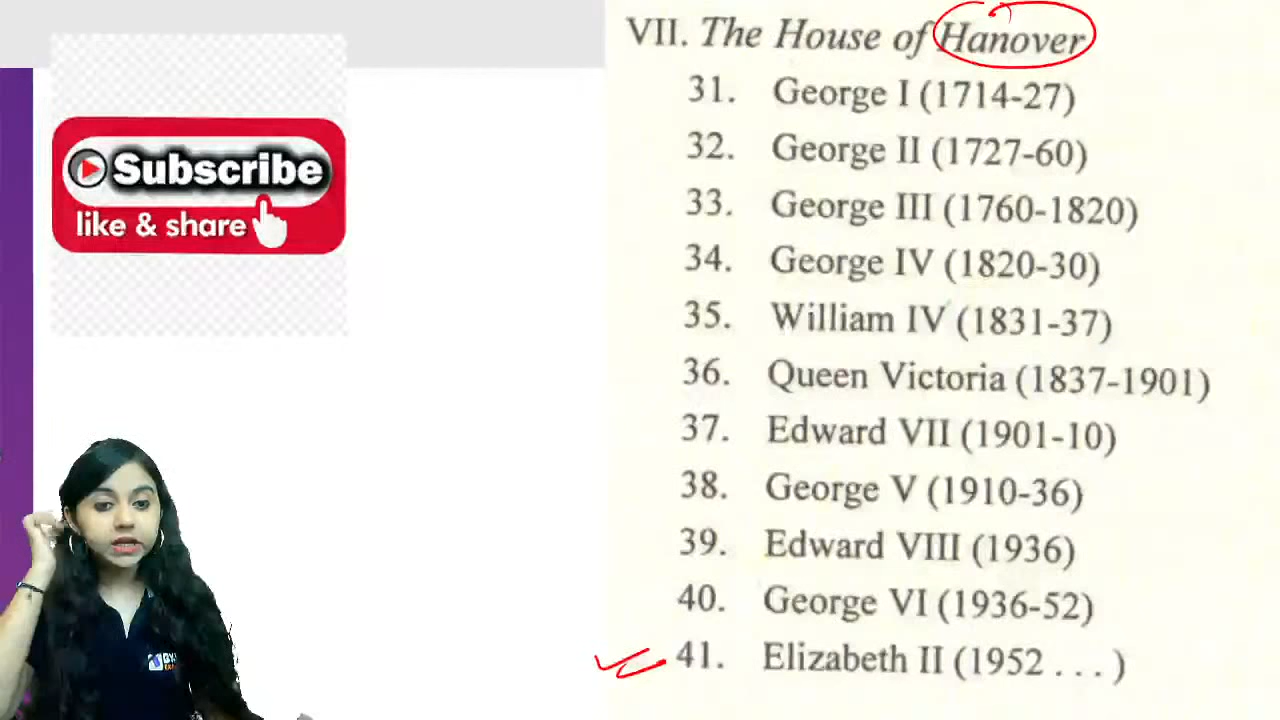 Subscribe
like & share
VII. The House of Hanover
31. George I (1714-27)
32. George II (1727-60)
33. George III (1760-1820)
34. George IV (1820-30)
35. William IV (1831-37)
36. Queen Victoria (1837-1901)
37. Edward VII (1901-10)
38. George V (1910-36)
39. Edward VIII (1936)
40. George VI (1936-52)
41. Elizabeth II (1952 . . . )